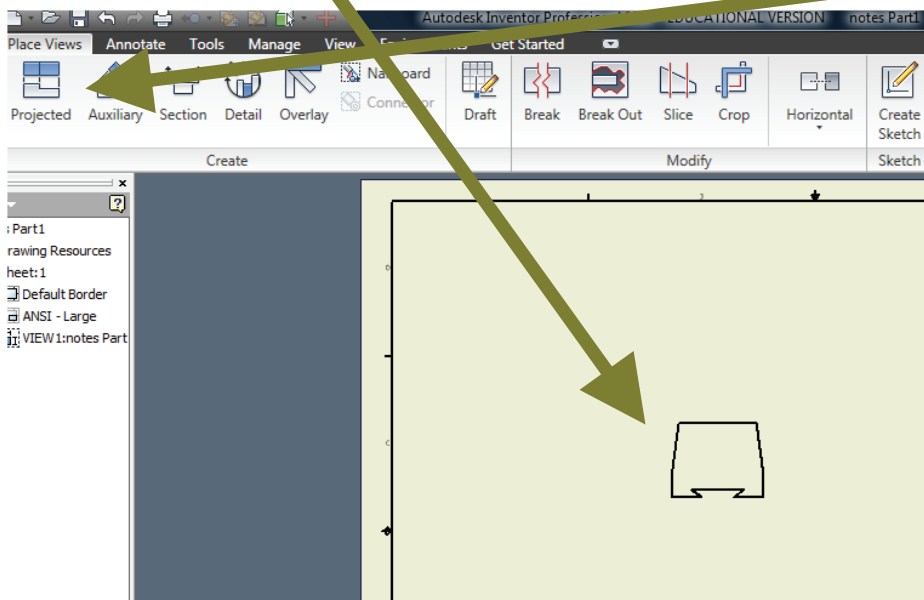 Autodesk Inventor EDUCATIONAL VERSION notes Part1
Place Views Annotate Tools Manage View Get Started
Projected Auxiliary Section Detail Overlay Connector Draft Break Break Out Slice Crop Horizontal Create Sketch
Create Modify Sketch
Part1
rawing Resources
heet:1
Default Border
ANSI - Large
VIEW1:notes Part
D
C